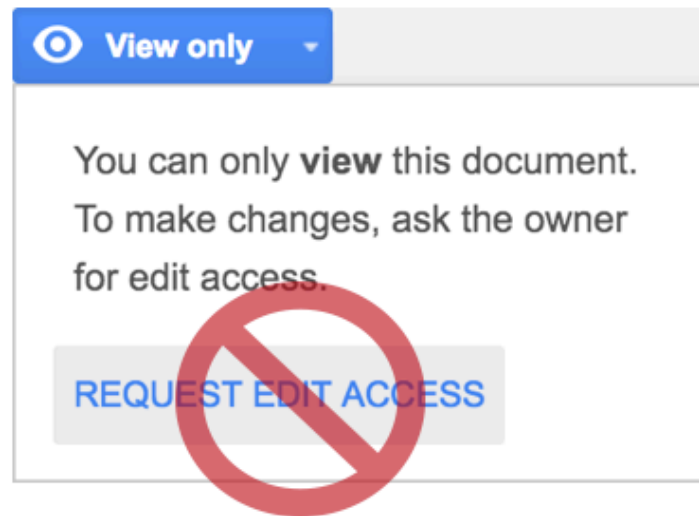 View only
You can only view this document.
To make changes, ask the owner
for edit access.
REQUEST EDIT ACCESS